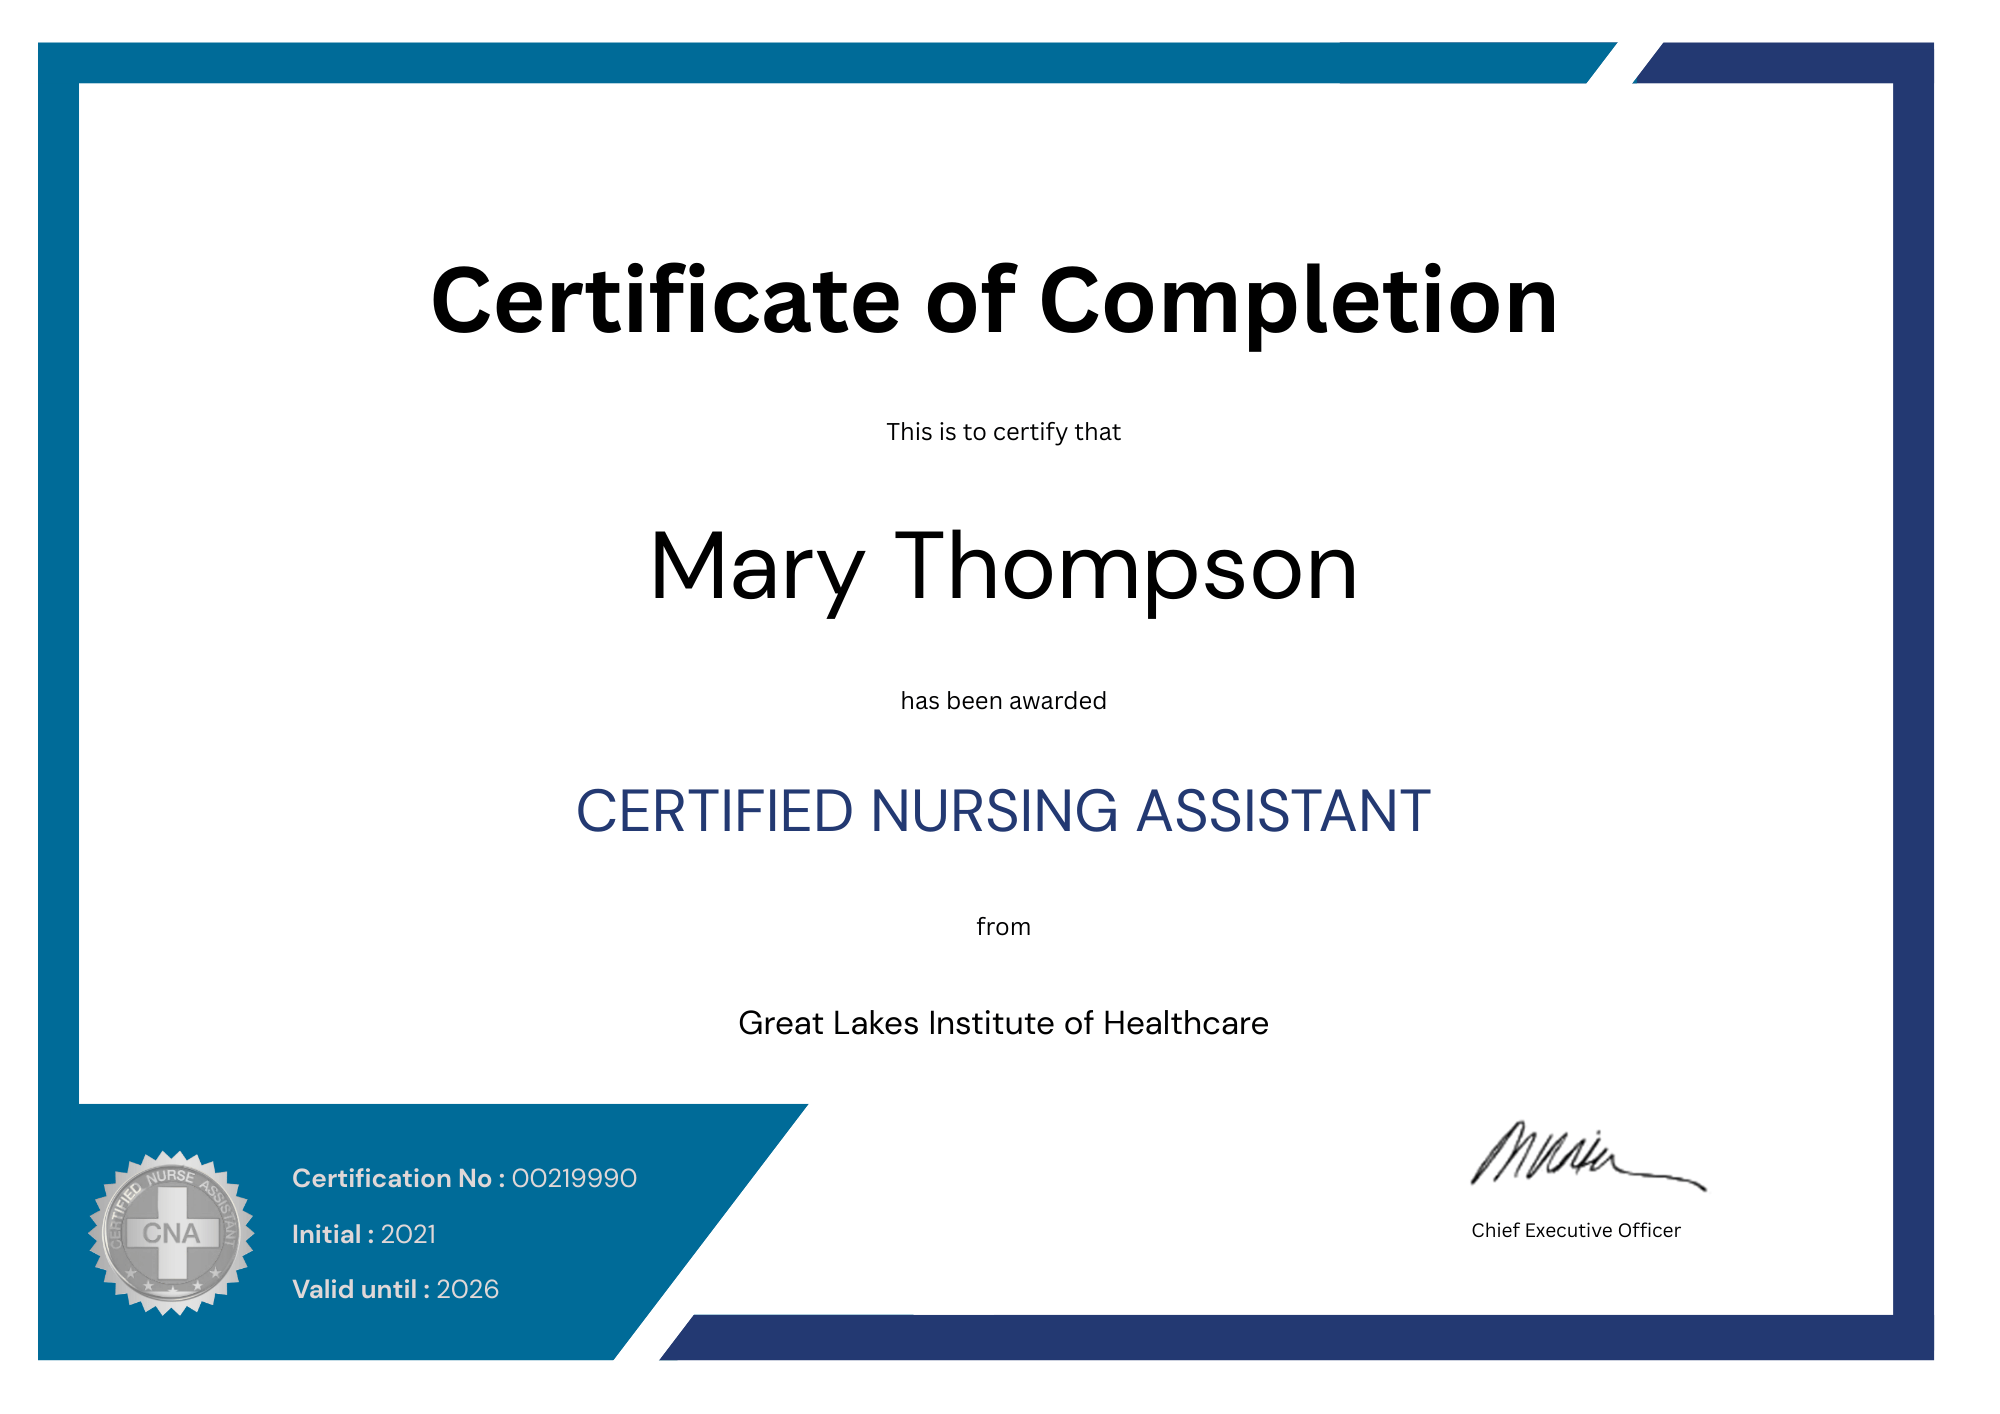 Certificate of Completion
This is to certify that
Mary Thompson
has been awarded
CERTIFIED NURSING ASSISTANT
from
Great Lakes Institute of Healthcare
CERTIFIED NURSE ASSISTANT
CNA
Certification No : 00219990
Initial : 2021
Valid until : 2026
Chief Executive Officer